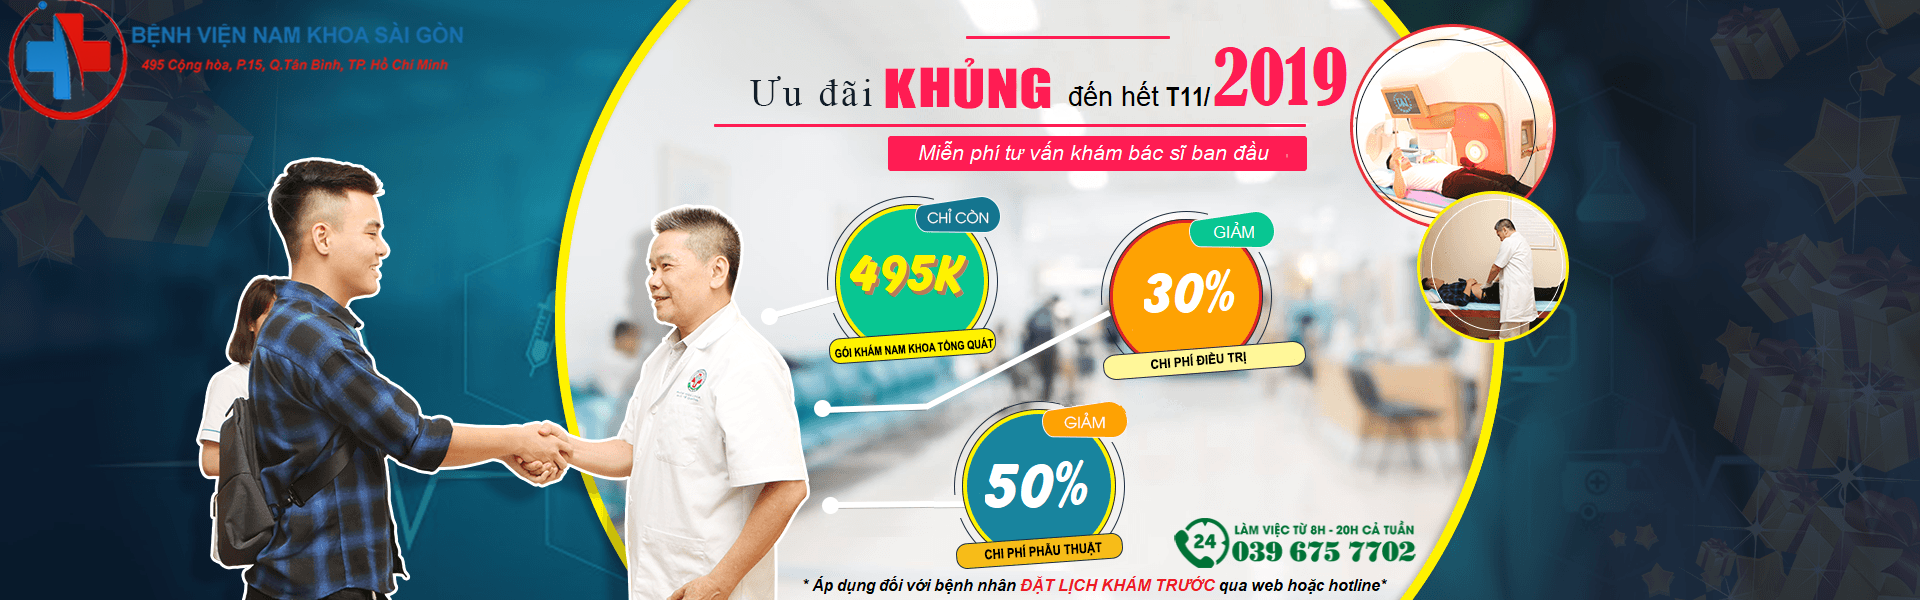 BỆNH VIỆN NAM KHOA SÀI GÒN
495 Cộng hòa, P.15, Q.Tân Bình, TP. Hồ Chí Minh
Ưu đãi KHỦNG đến hết T11/2019
Miễn phí tư vấn khám bác sĩ ban đầu
CHỈ CÒN
495K
GÓI KHÁM NAM KHOA TỔNG QUÁT
GIẢM
30%
CHI PHÍ ĐIỀU TRỊ
GIẢM
50%
CHI PHÍ PHẪU THUẬT
24
LÀM VIỆC TỪ 8H - 20H CẢ TUẦN
039 675 7702
* Áp dụng đối với bệnh nhân ĐẶT LỊCH KHÁM TRƯỚC qua web hoặc hotline*